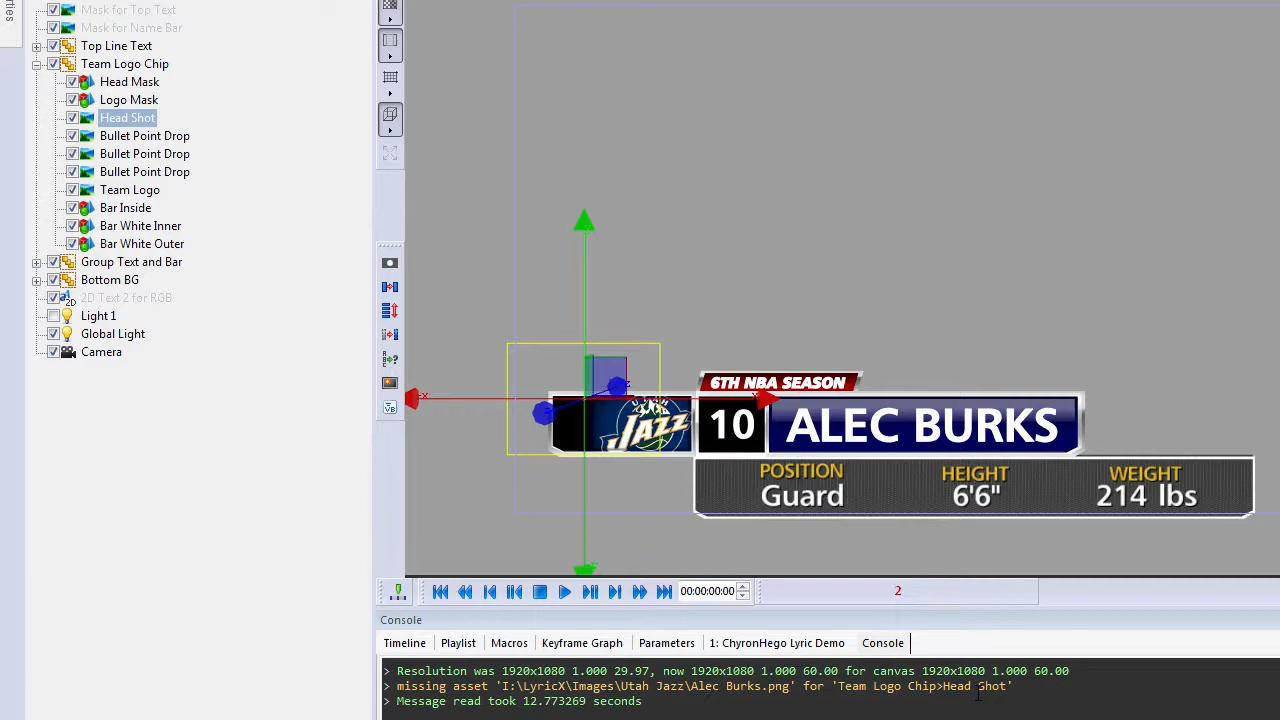 Mask for Top Text
Mask for Name Bar
Top Line Text
Team Logo Chip
Head Mask
Logo Mask
Head Shot
Bullet Point Drop
Bullet Point Drop
Bullet Point Drop
Team Logo
Bar Inside
Bar White Inner
Bar White Outer
Group Text and Bar
Bottom BG
2D Text 2 for RGB
Light 1
Global Light
Camera
6TH NBA SEASON
JAZZ
10 ALEC BURKS
POSITION HEIGHT WEIGHT
Guard 6'6" 214 lbs
00:00:00:00 2
Console
Timeline Playlist Macros Keyframe Graph Parameters 1: ChyronHego Lyric Demo Console
> Resolution was 1920x1080 1.000 29.97, now 1920x1080 1.000 60.00 for canvas 1920x1080 1.000 60.00
> missing asset 'I:\LyricX\Images\Utah Jazz\Alec Burks.png' for 'Team Logo Chip>Head Shot'
> Message read took 12.773269 seconds